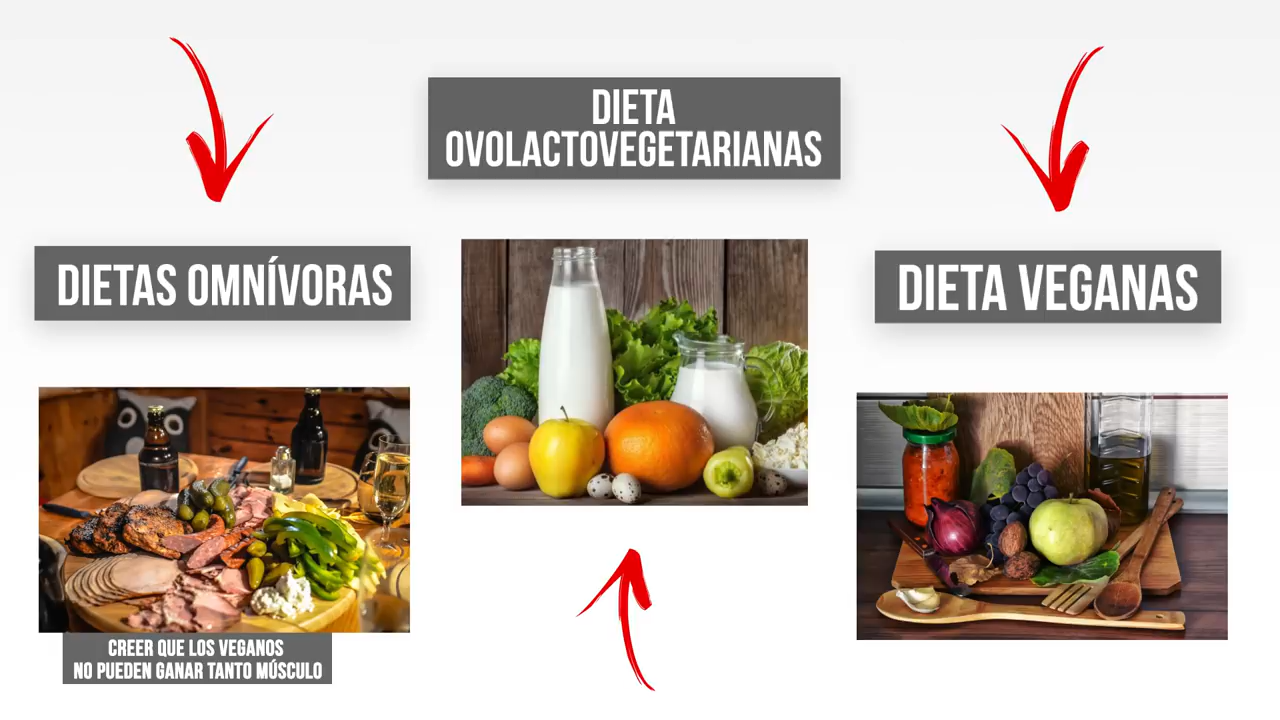 DIETA
OVOLACTOVEGETARIANAS
DIETAS OMNÍVORAS
DIETA VEGANAS
CREER QUE LOS VEGANOS
NO PUEDEN GANAR TANTO MÚSCULO